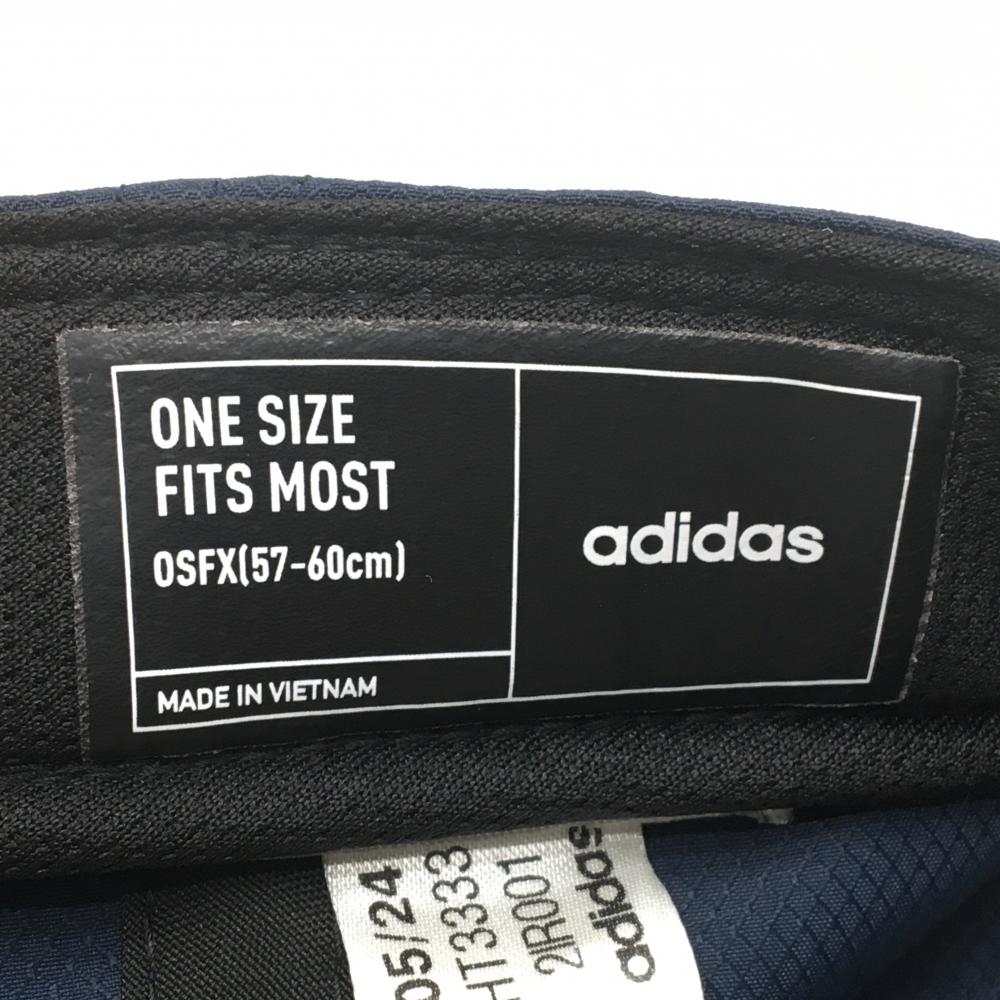 ONE SIZE
FITS MOST
OSFX(57-60cm)
MADE IN VIETNAM
adidas
05/24
HT3333
2IR001
adidas